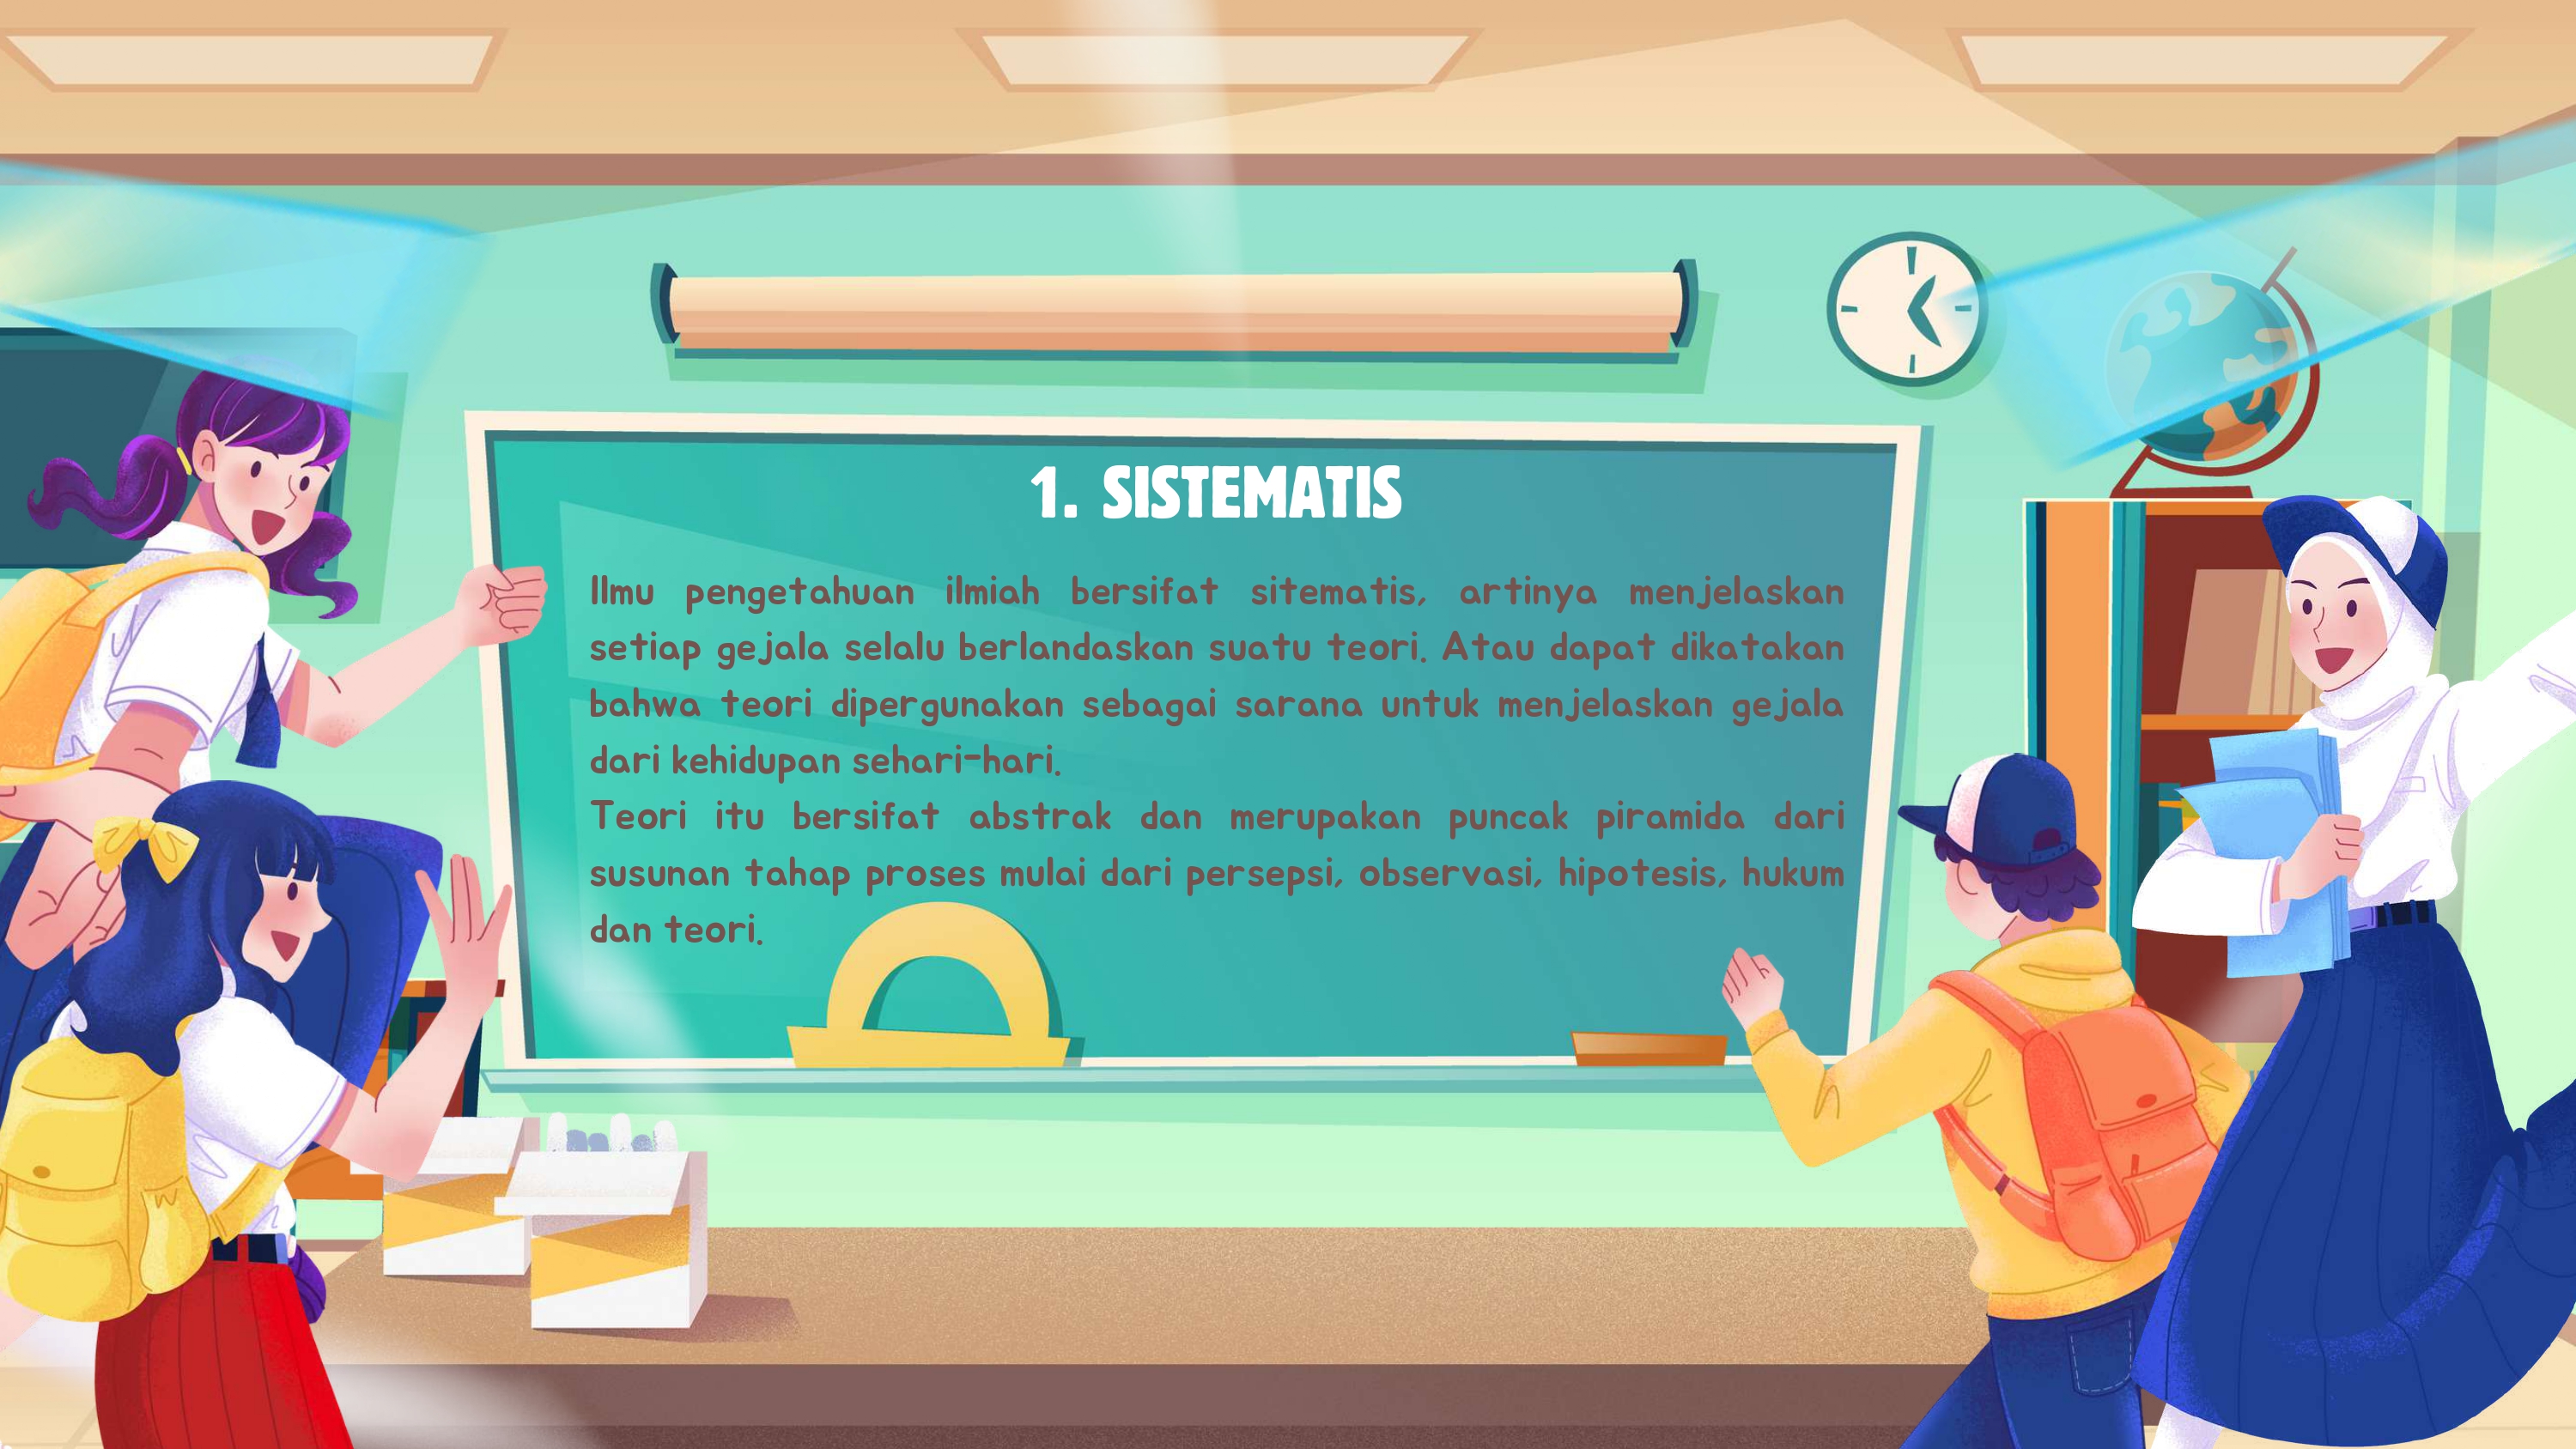 1. SISTEMATIS
Ilmu pengetahuan ilmiah bersifat sitematis, artinya menjelaskan
setiap gejala selalu berlandaskan suatu teori. Atau dapat dikatakan
bahwa teori dipergunakan sebagai sarana untuk menjelaskan gejala
dari kehidupan sehari-hari.
Teori itu bersifat abstrak dan merupakan puncak piramida dari
susunan tahap proses mulai dari persepsi, observasi, hipotesis, hukum
dan teori.